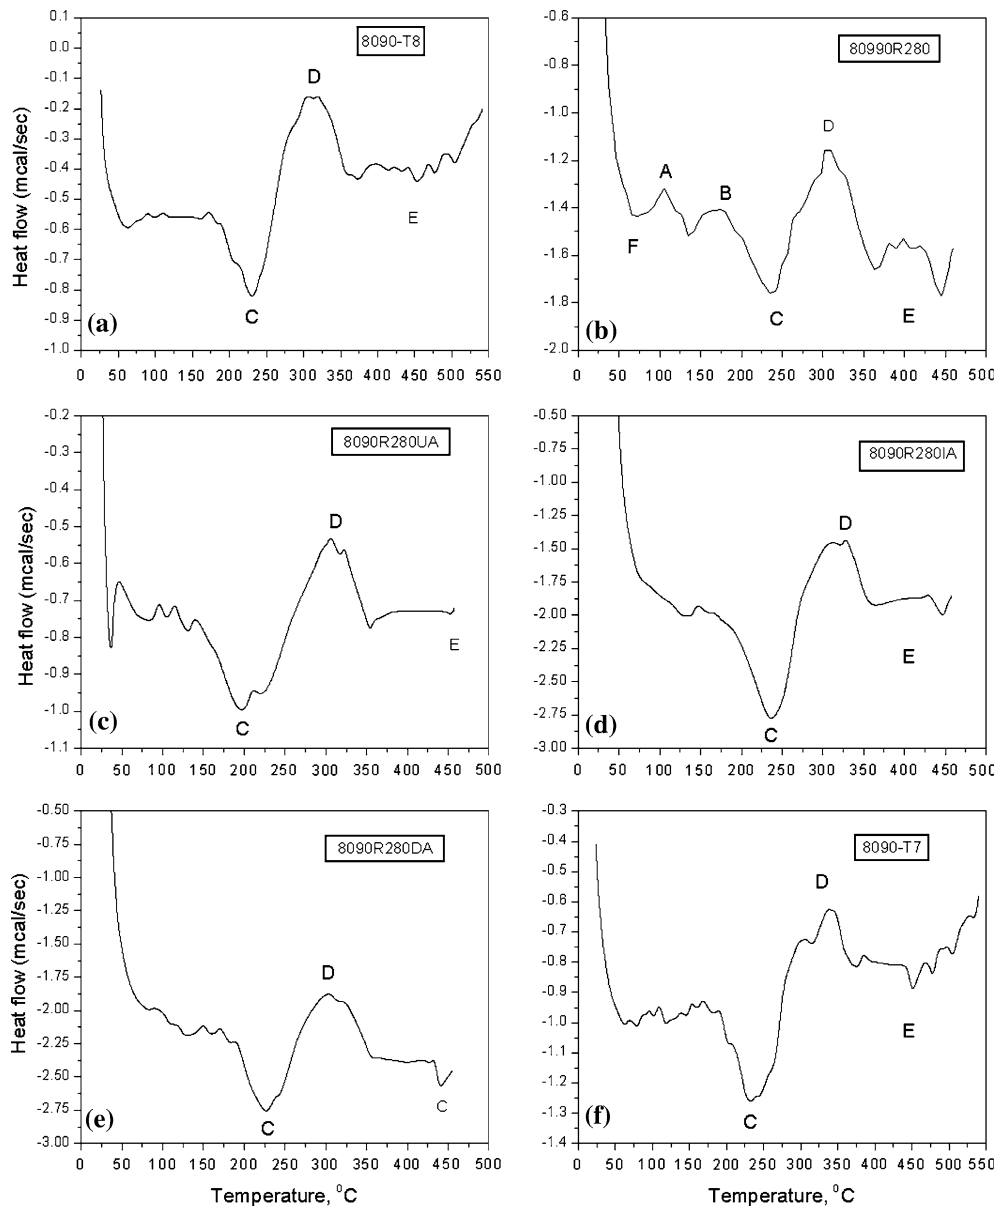 0.1
0.0
-0.1
-0.2
-0.3
-0.4
-0.5
-0.6
-0.7
-0.8
-0.9
-1.0
Heat flow (mcal/sec)
8090-T8
D
E
C
(a)
0 50 100 150 200 250 300 350 400 450 500 550
-0.6
-0.8
-1.0
-1.2
-1.4
-1.6
-1.8
-2.0
80990R280
D
A
B
F
C
E
(b)
0 50 100 150 200 250 300 350 400 450 500
-0.2
-0.3
-0.4
-0.5
-0.6
-0.7
-0.8
-0.9
-1.0
-1.1
Heat flow (mcal/sec)
8090R280UA
D
E
C
(c)
0 50 100 150 200 250 300 350 400 450 500
-0.50
-0.75
-1.00
-1.25
-1.50
-1.75
-2.00
-2.25
-2.50
-2.75
-3.00
8090R280IA
D
E
C
(d)
0 50 100 150 200 250 300 350 400 450 500
-0.50
-0.75
-1.00
-1.25
-1.50
-1.75
-2.00
-2.25
-2.50
-2.75
-3.00
Heat flow (mcal/sec)
8090R280DA
D
C
C
(e)
0 50 100 150 200 250 300 350 400 450 500
Temperature, °C
-0.3
-0.4
-0.5
-0.6
-0.7
-0.8
-0.9
-1.0
-1.1
-1.2
-1.3
-1.4
8090-T7
D
E
C
(f)
0 50 100 150 200 250 300 350 400 450 500 550
Temperature, °C